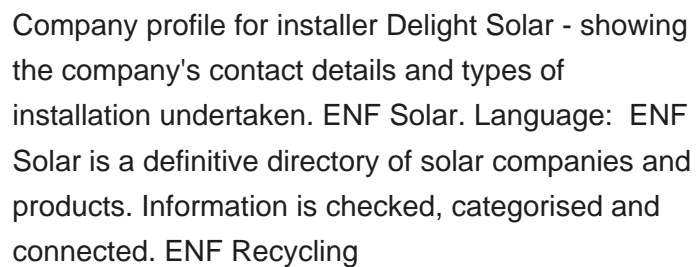 Company profile for installer Delight Solar - showing
the company's contact details and types of
installation undertaken. ENF Solar. Language:  ENF
Solar is a definitive directory of solar companies and
products. Information is checked, categorised and
connected. ENF Recycling